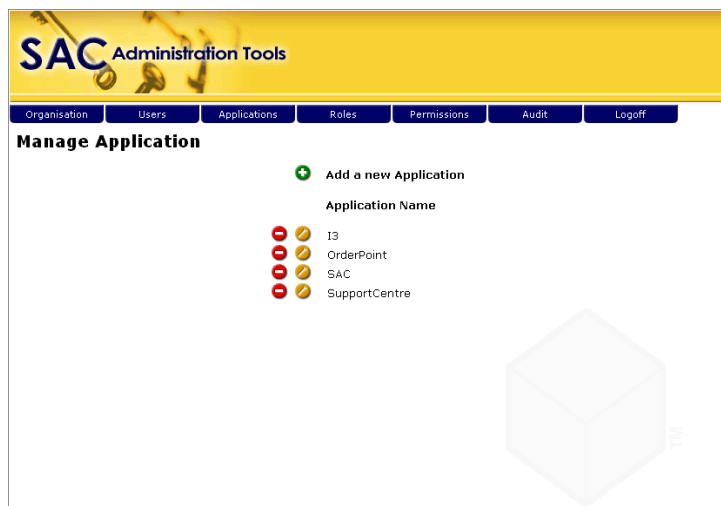 SAC Administration Tools
Organisation Users Applications Roles Permissions Audit Logoff
Manage Application
Add a new Application
Application Name
I3
OrderPoint
SAC
SupportCentre
TM